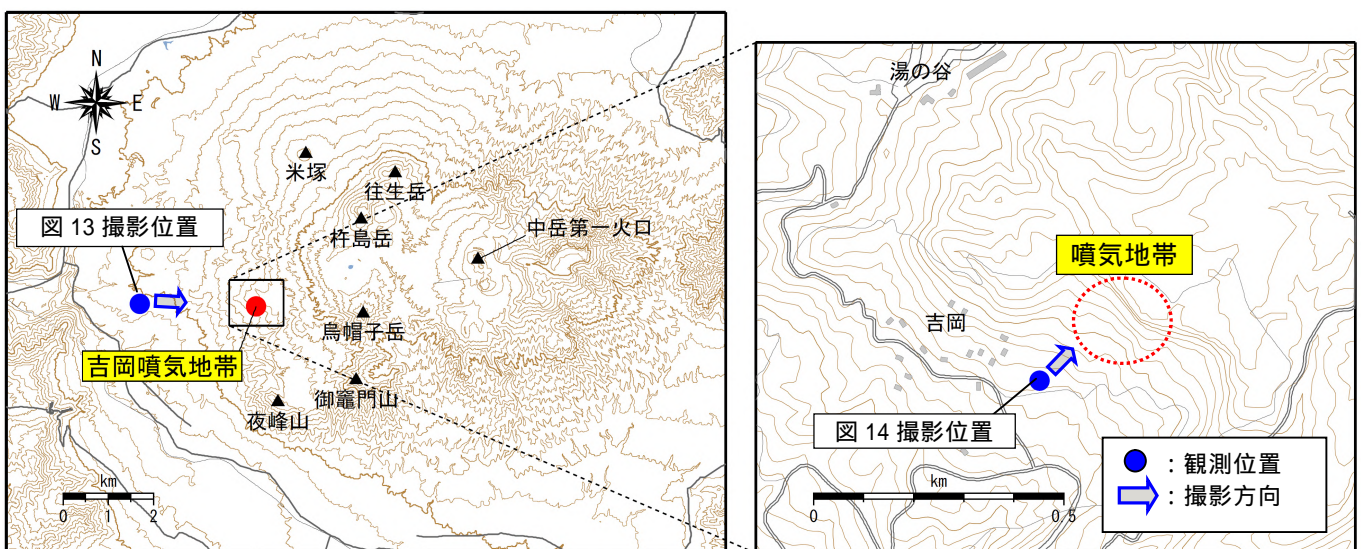 N
W E
S
米塚
往生岳
杵島岳
中岳第一火口
図 13 撮影位置
烏帽子岳
吉岡噴気地帯
御竈門山
夜峰山
km
0 1 2
湯の谷
噴気地帯
吉岡
図 14 撮影位置
km
0 0.5
：観測位置
：撮影方向